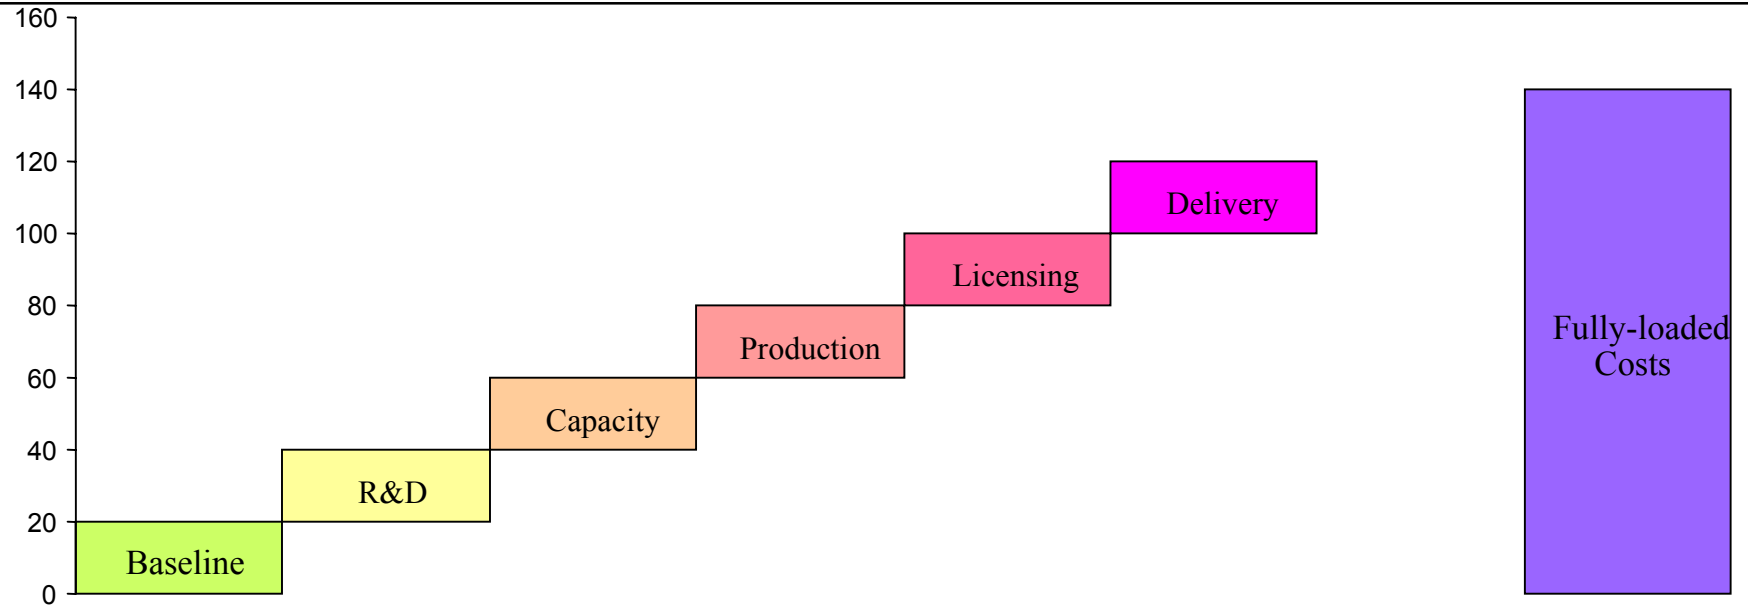 160
140
120
100
80
60
40
20
0
Baseline
R&D
Capacity
Production
Licensing
Delivery
Fully-loaded
Costs